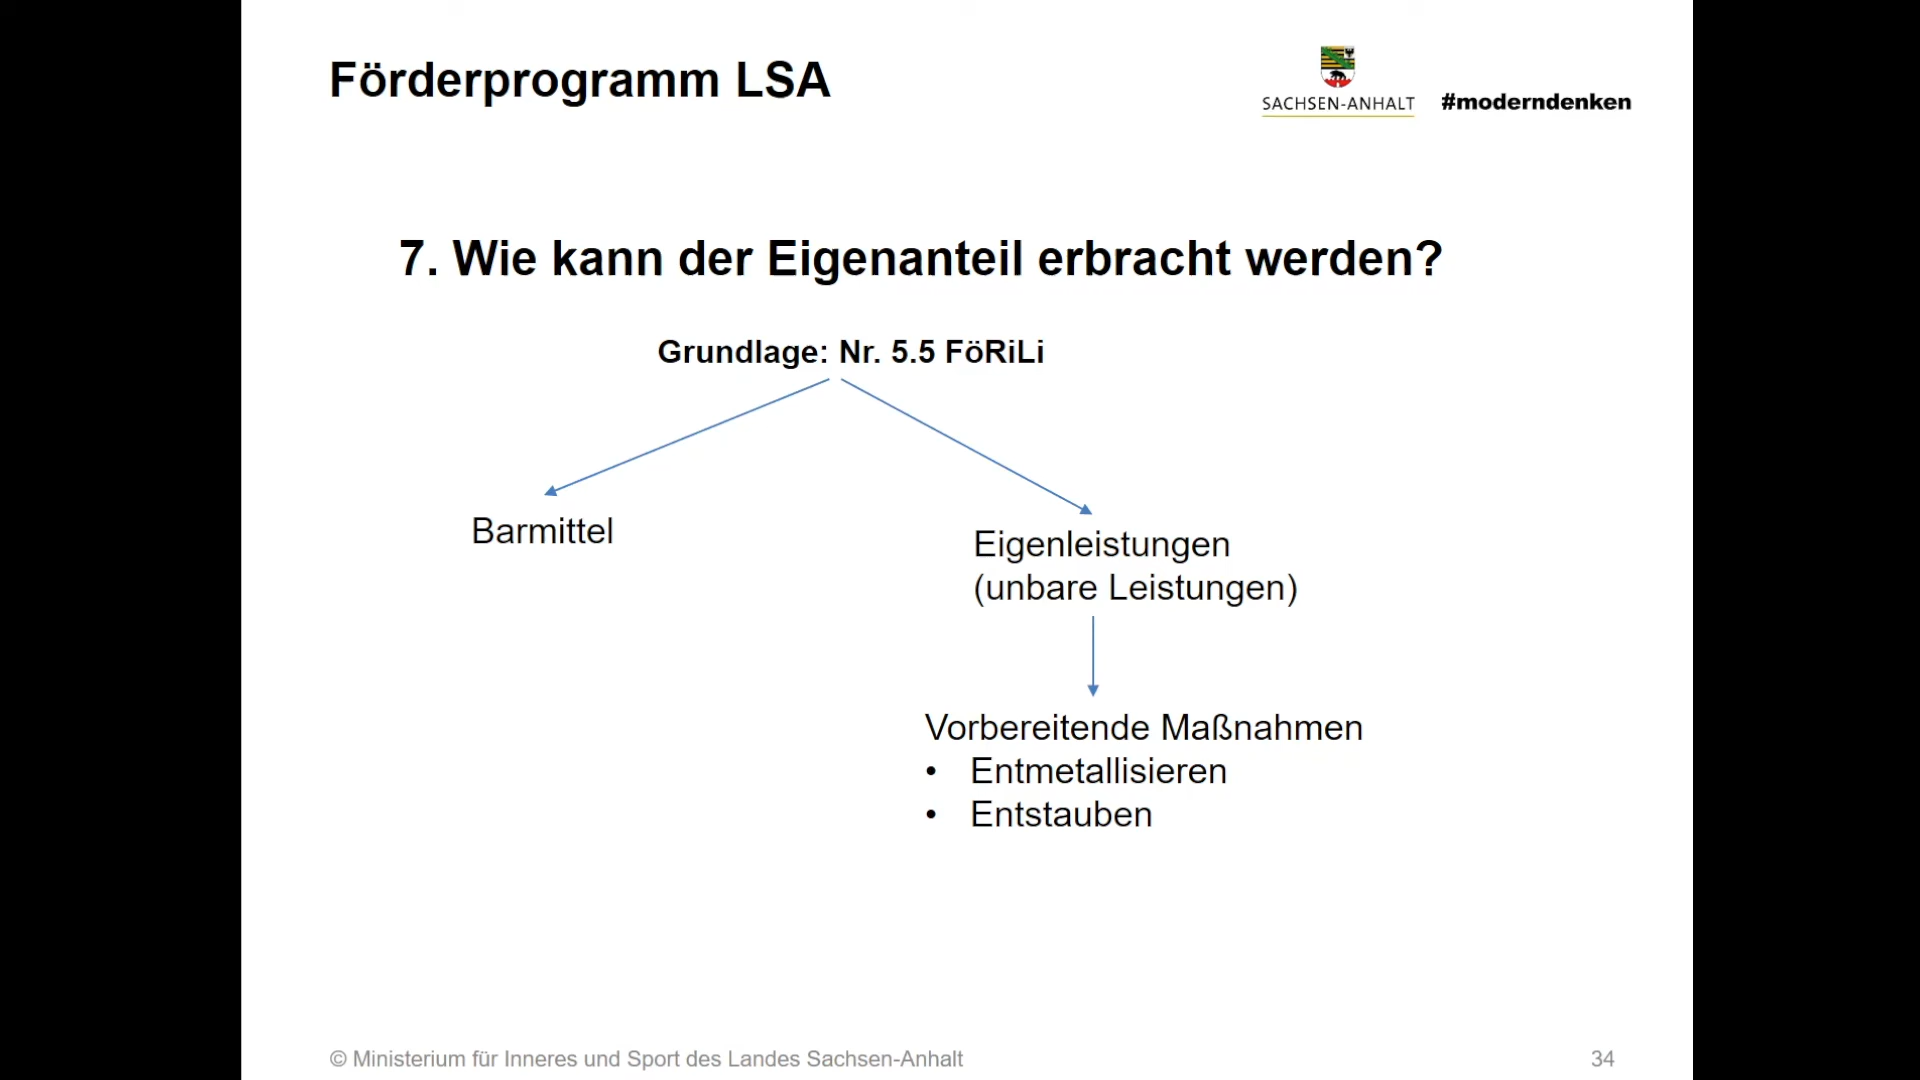 Förderprogramm LSA
SACHSEN-ANHALT
#moderndenken
7. Wie kann der Eigenanteil erbracht werden?
Grundlage: Nr. 5.5 FöRiLi
Barmittel
Eigenleistungen
(unbare Leistungen)
Vorbereitende Maßnahmen
• Entmetallisieren
• Entstauben
© Ministerium für Inneres und Sport des Landes Sachsen-Anhalt
34